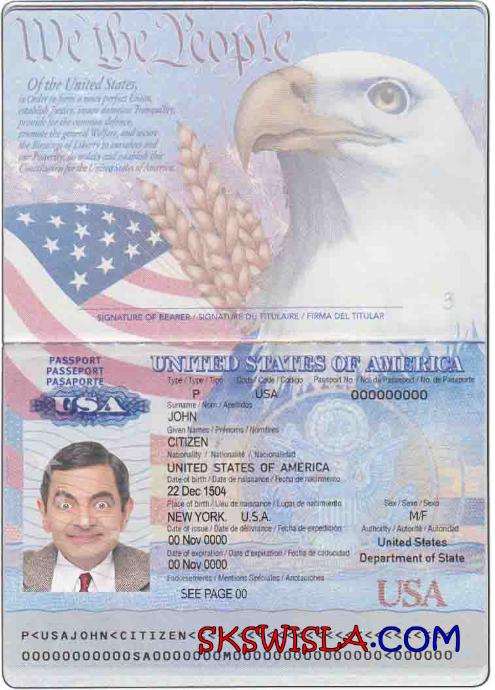 We the People
Of the United States,
in Order to form a more perfect Union,
establish Justice, insure domestic Tranquility,
provide for the common defence,
promote the general Welfare, and secure
the Blessings of Liberty to ourselves and
our Posterity, do ordain and establish this
Constitution for the United States of America.
3
SIGNATURE OF BEARER / SIGNATURE DU TITULAIRE / FIRMA DEL TITULAR
PASSPORT
PASSEPORT
PASAPORTE
USA
UNITED STATES OF AMERICA
Type / Type / Tipo Code / Code / Codigo Passport No. / No. de Passeport / No. de Pasaporte
P USA 000000000
Surname / Nom / Apellidos
JOHN
Given Names / Prénoms / Nombres
CITIZEN
Nationality / Nationalité / Nacionalidad
UNITED STATES OF AMERICA
Date of birth / Date de naissance / Fecha de nacimiento
22 Dec 1504
Place of birth / Lieu de naissance / Lugar de nacimiento Sex / Sexe / Sexo
NEW YORK, U.S.A. M/F
Date of issue / Date de délivrance / Fecha de expedición Authority / Autorité / Autoridad
00 Nov 0000 United States
Date of expiration / Date d'expiration / Fecha de caducidad Department of State
00 Nov 0000
Endorsements / Mentions Spéciales / Anotaciones
SEE PAGE 00
USA
P<USAJOHN<CITIZEN<
SKSWISLA.COM